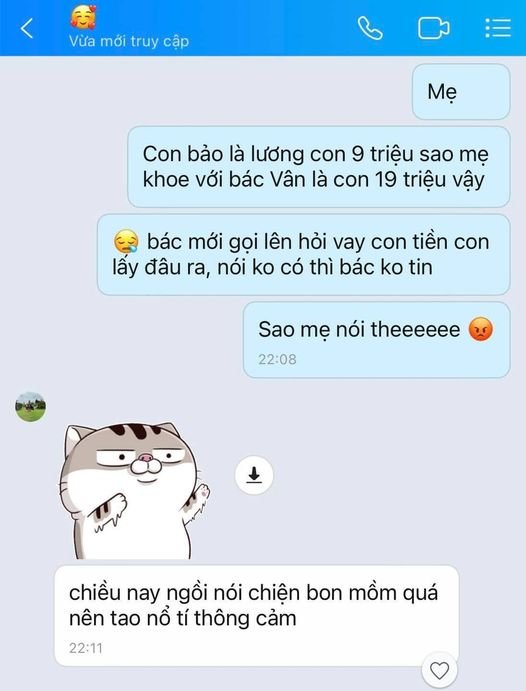 Vừa mới truy cập
Mẹ
Con bảo là lương con 9 triệu sao mẹ
khoe với bác Vân là con 19 triệu vậy
😪 bác mới gọi lên hỏi vay con tiền con
lấy đâu ra, nói ko có thì bác ko tin
Sao mẹ nói theeeeee 😡
22:08
chiều nay ngồi nói chiện bon mồm quá
nên tao nổ tí thông cảm
22:11